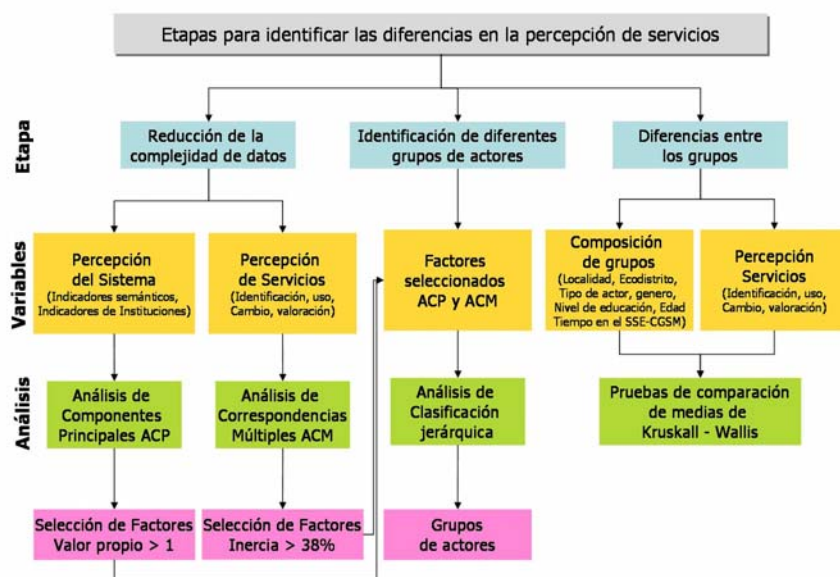 Etapas para identificar las diferencias en la percepción de servicios
Etapa
Reducción de la
complejidad de datos
Identificación de diferentes
grupos de actores
Diferencias entre
los grupos
Variables
Percepción
del Sistema
(Indicadores semánticos,
Indicadores de Instituciones)
Percepción
de Servicios
(Identificación, uso,
Cambio, valoración)
Factores
seleccionados
ACP y ACM
Composición
de grupos
(Localidad, Ecodistrito,
Tipo de actor, genero,
Nivel de educación, Edad
Tiempo en el SSE-CGSM)
Percepción
Servicios
(Identificación, uso,
Cambio, valoración)
Análisis
Análisis de
Componentes
Principales ACP
Análisis de
Correspondencias
Múltiples ACM
Análisis de
Clasificación
jerárquica
Pruebas de comparación
de medias de
Kruskall - Wallis
Selección de Factores
Valor propio > 1
Selección de Factores
Inercia > 38%
Grupos
de actores